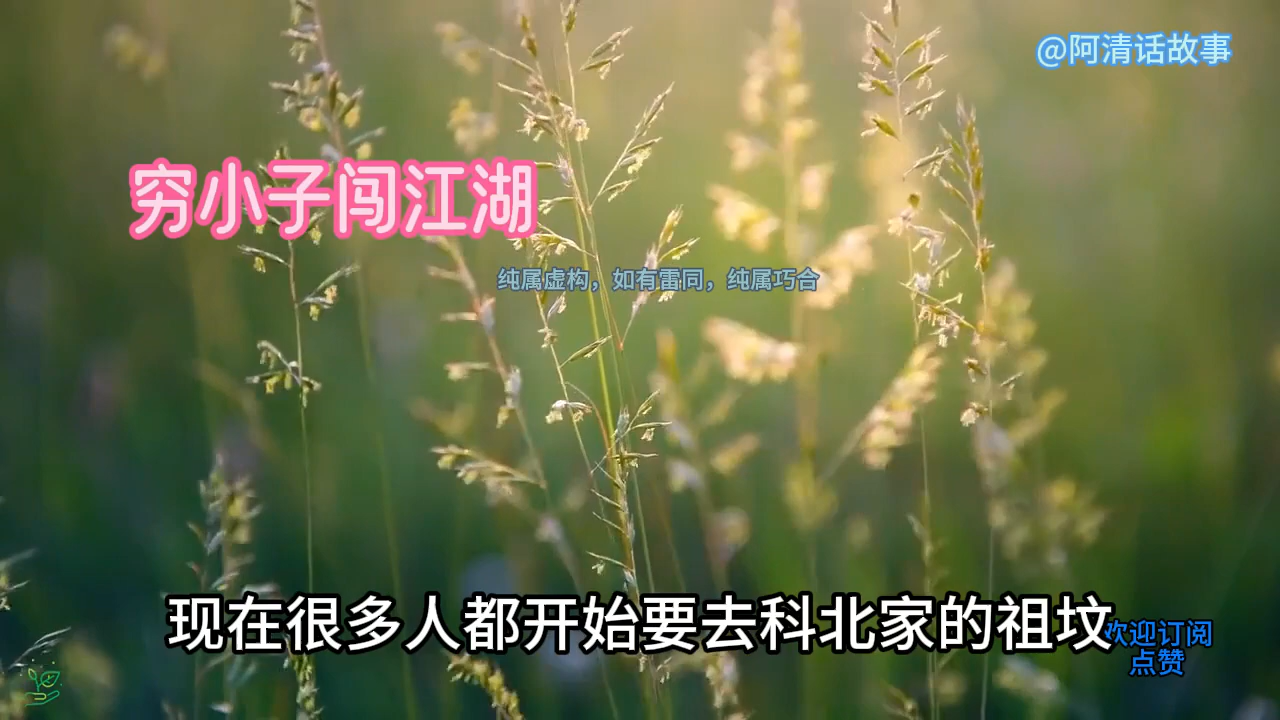 @阿清话故事
穷小子闯江湖
纯属虚构，如有雷同，纯属巧合
现在很多人都开始要去科北家的祖坟
欢迎订阅
点赞